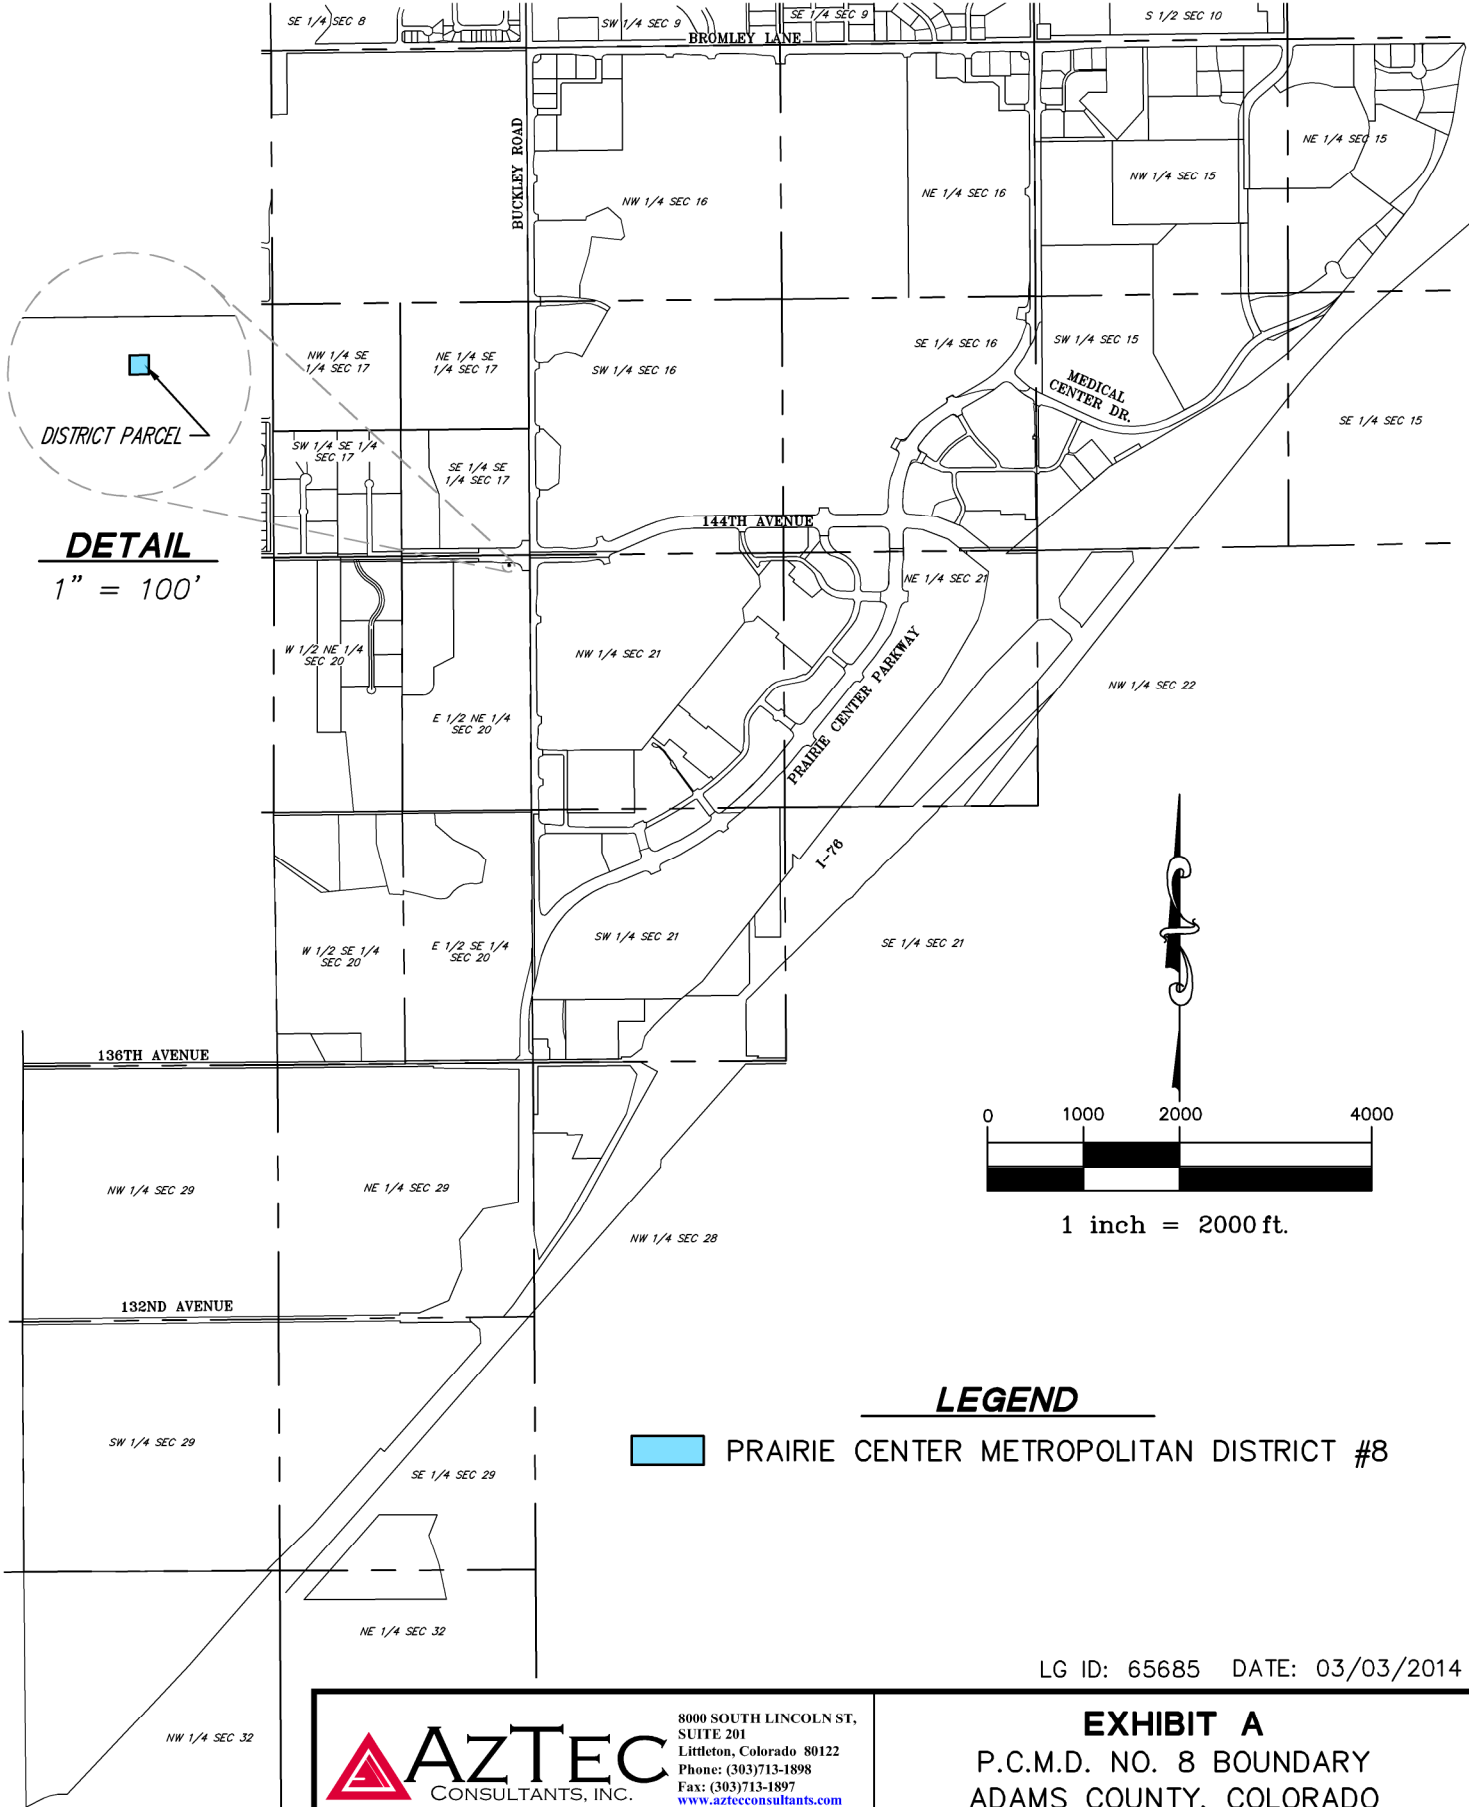 SE 1/4 SEC 8
SW 1/4 SEC 9
SE 1/4 SEC 9
S 1/2 SEC 10
BROMLEY LANE
BUCKLEY ROAD
NE 1/4 SEC 15
NW 1/4 SEC 15
NW 1/4 SEC 16
NE 1/4 SEC 16
NW 1/4 SE
1/4 SEC 17
NE 1/4 SE
1/4 SEC 17
SW 1/4 SEC 16
SE 1/4 SEC 16
SW 1/4 SEC 15
MEDICAL
CENTER DR.
SE 1/4 SEC 15
DISTRICT PARCEL
SW 1/4 SE 1/4
SEC 17
SE 1/4 SE
1/4 SEC 17
144TH AVENUE
DETAIL
1" = 100'
NE 1/4 SEC 21
W 1/2 NE 1/4
SEC 20
NW 1/4 SEC 21
PRAIRIE CENTER PARKWAY
NW 1/4 SEC 22
E 1/2 NE 1/4
SEC 20
I-76
W 1/2 SE 1/4
SEC 20
E 1/2 SE 1/4
SEC 20
SW 1/4 SEC 21
SE 1/4 SEC 21
136TH AVENUE
0 1000 2000 4000
1 inch = 2000 ft.
NW 1/4 SEC 29
NE 1/4 SEC 29
NW 1/4 SEC 28
132ND AVENUE
LEGEND
PRAIRIE CENTER METROPOLITAN DISTRICT #8
SW 1/4 SEC 29
SE 1/4 SEC 29
NE 1/4 SEC 32
NW 1/4 SEC 32
LG ID: 65685 DATE: 03/03/2014
AZTEC
CONSULTANTS, INC.
8000 SOUTH LINCOLN ST,
SUITE 201
Littleton, Colorado 80122
Phone: (303)713-1898
Fax: (303)713-1897
www.aztecconsultants.com
EXHIBIT A
P.C.M.D. NO. 8 BOUNDARY
ADAMS COUNTY, COLORADO